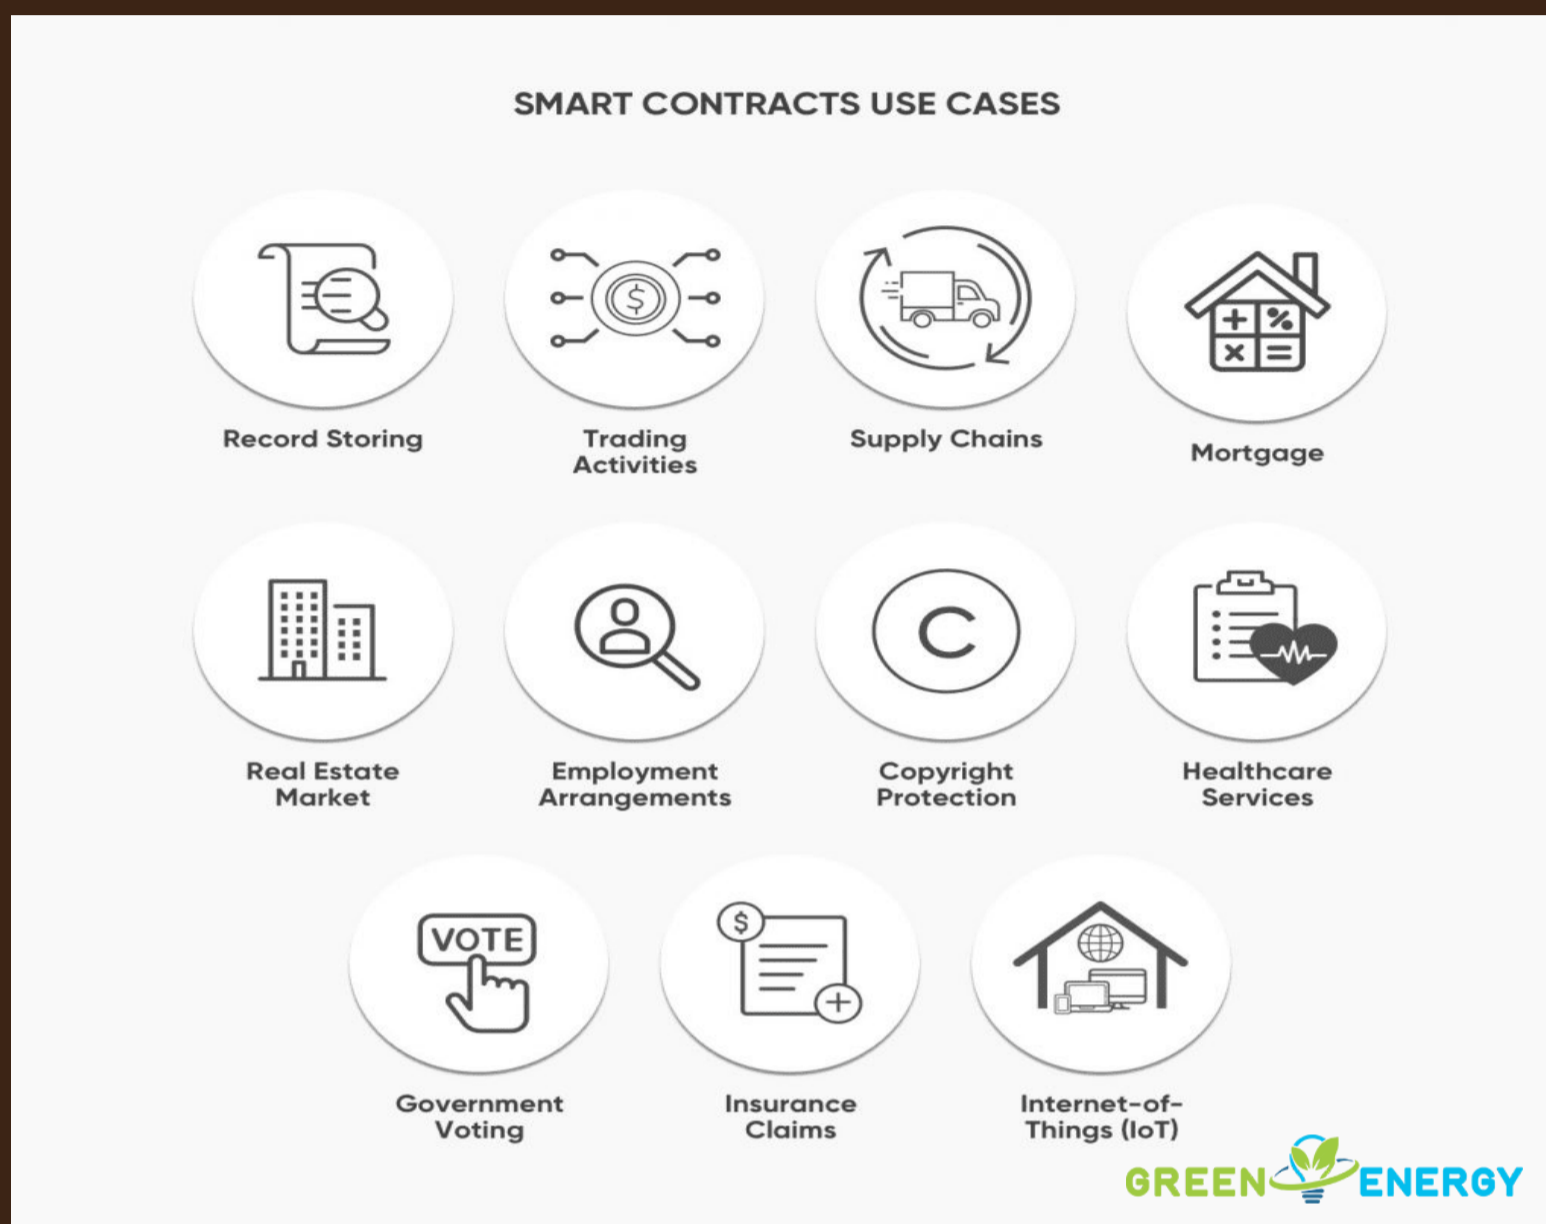 SMART CONTRACTS USE CASES
$
+ %
× =
Record Storing
Trading
Activities
Supply Chains
Mortgage
C
Real Estate
Market
Employment
Arrangements
Copyright
Protection
Healthcare
Services
VOTE
$
+
Government
Voting
Insurance
Claims
Internet-of-
Things (IoT)
GREEN ENERGY